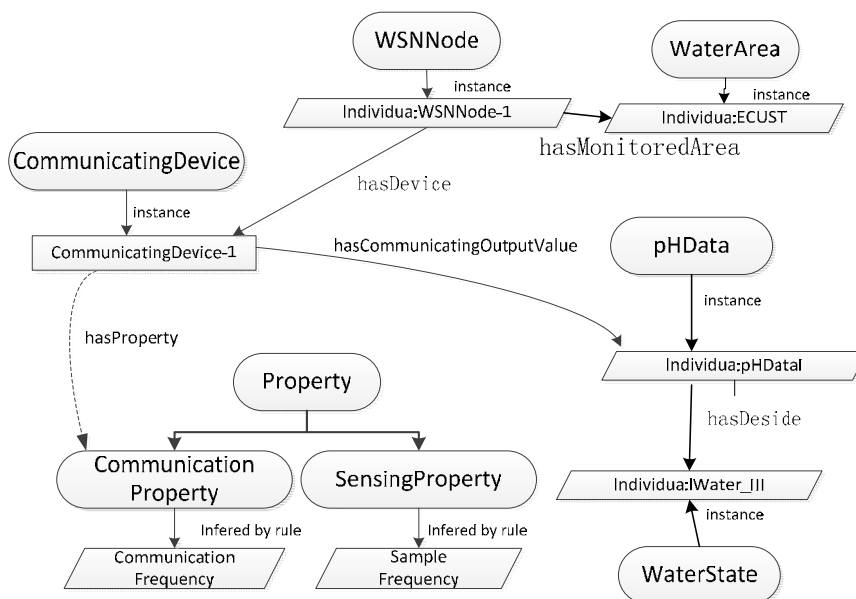 WSNNode
WaterArea
instance
instance
Individua:WSNNode-1
Individua:ECUST
hasMonitoredArea
CommunicatingDevice
hasDevice
instance
CommunicatingDevice-1
hasCommunicatingOutputValue
pHData
instance
hasProperty
Individua:pHDataI
Property
hasDeside
Communication
Property
SensingProperty
Individua:IWater_III
instance
Infered by rule
Infered by rule
Communication
Frequency
Sample
Frequency
WaterState